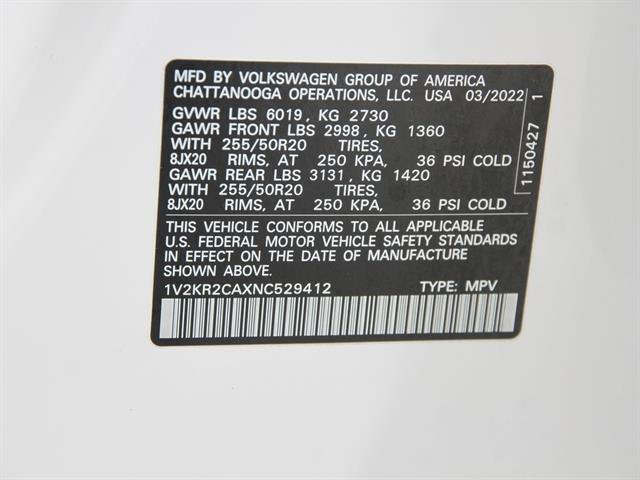 MFD BY VOLKSWAGEN GROUP OF AMERICA
CHATTANOOGA OPERATIONS, LLC. USA 03/2022
GVWR LBS 6019, KG 2730
GAWR FRONT LBS 2998, KG 1360
WITH 255/50R20 TIRES,
8JX20 RIMS, AT 250 KPA, 36 PSI COLD
GAWR REAR LBS 3131, KG 1420
WITH 255/50R20 TIRES,
8JX20 RIMS, AT 250 KPA, 36 PSI COLD
THIS VEHICLE CONFORMS TO ALL APPLICABLE
U.S. FEDERAL MOTOR VEHICLE SAFETY STANDARDS
IN EFFECT ON THE DATE OF MANUFACTURE
SHOWN ABOVE.
1V2KR2CAXNC529412 TYPE: MPV
1150427 1